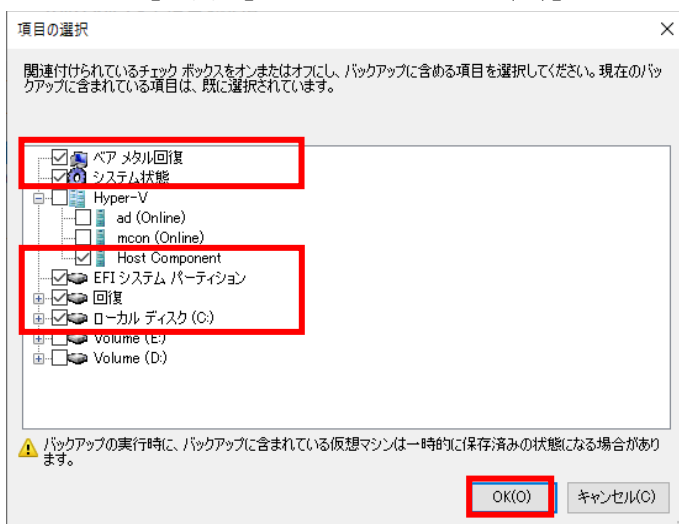 項目の選択
関連付けられているチェック ボックスをオンまたはオフにし、バックアップに含める項目を選択してください。現在のバッ
クアップに含まれている項目は、既に選択されています。
ベア メタル回復
システム状態
Hyper-V
ad (Online)
mcon (Online)
Host Component
EFI システム パーティション
回復
ローカル ディスク (C:)
Volume (E:)
Volume (D:)
バックアップの実行時に、バックアップに含まれている仮想マシンは一時的に保存済みの状態になる場合があり
ます。
OK(O)
キャンセル(C)